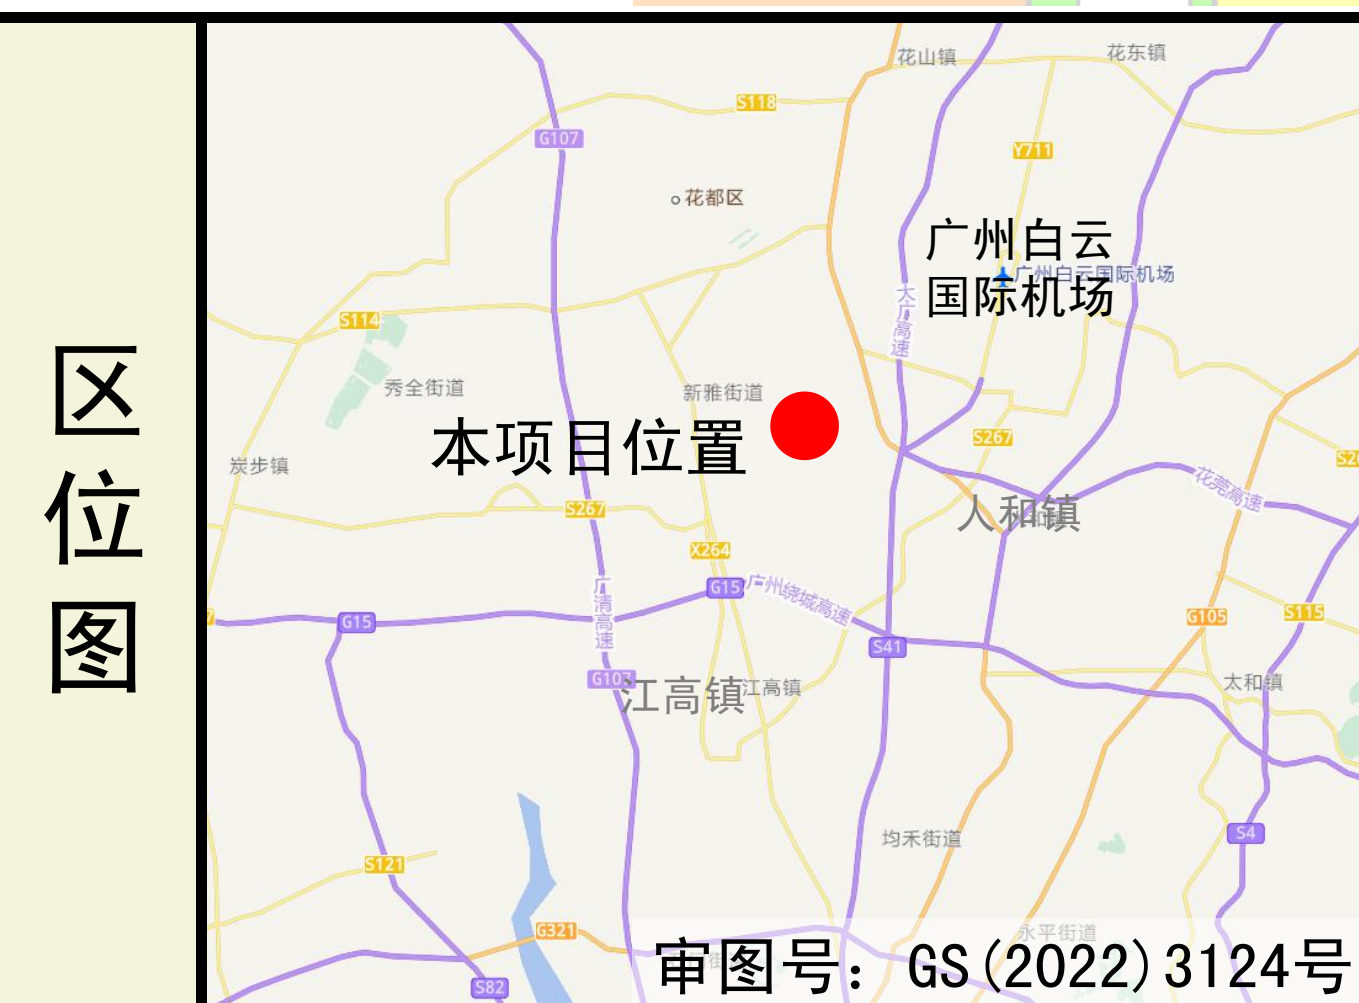 区位图
花山镇
花东镇
S118
G107
Y711
花都区
广州白云
国际机场
广州白云国际机场
大广高速
S114
秀全街道
新雅街道
本项目位置
S267
炭步镇
花莞高速
S267
人和镇
X264
G15
广州绕城高速
广清高速
G15
G105
S115
S41
G107
江高镇
江高镇
太和镇
均禾街道
S4
S121
G321
永平街道
审图号：GS(2022)3124号
S82